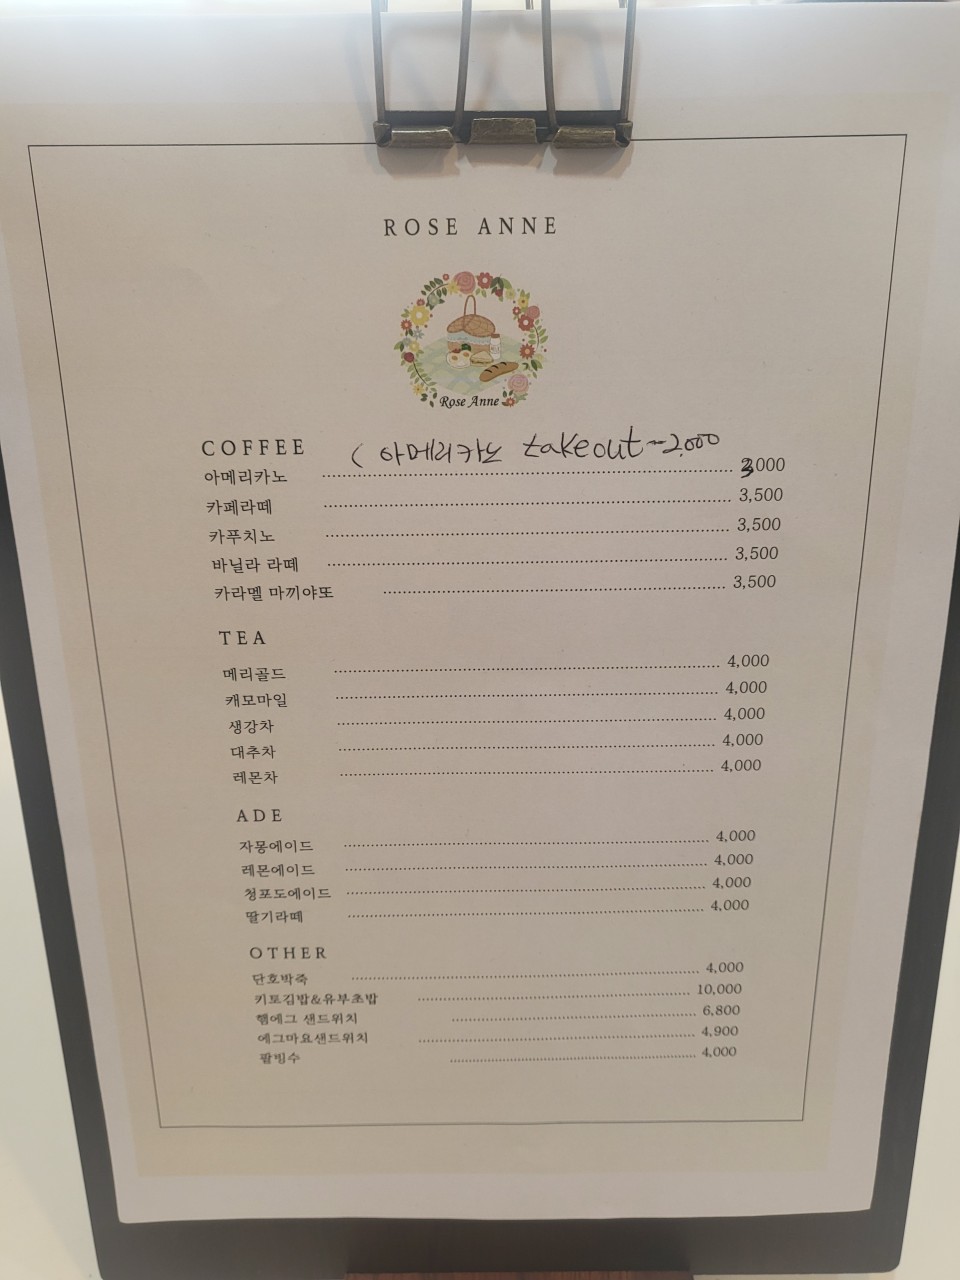 ROSE ANNE
Rose Anne
COFFEE ( 아메리카노 takeout - 2,000
아메리카노 3,000
카페라떼 3,500
카푸치노 3,500
바닐라 라떼 3,500
카라멜 마끼야또 3,500
TEA
메리골드 4,000
캐모마일 4,000
생강차 4,000
대추차 4,000
레몬차 4,000
ADE
자몽에이드 4,000
레몬에이드 4,000
청포도에이드 4,000
딸기라떼 4,000
OTHER
단호박죽 4,000
키토김밥&유부초밥 10,000
햄에그 샌드위치 6,800
에그마요샌드위치 4,900
팥빙수 4,000